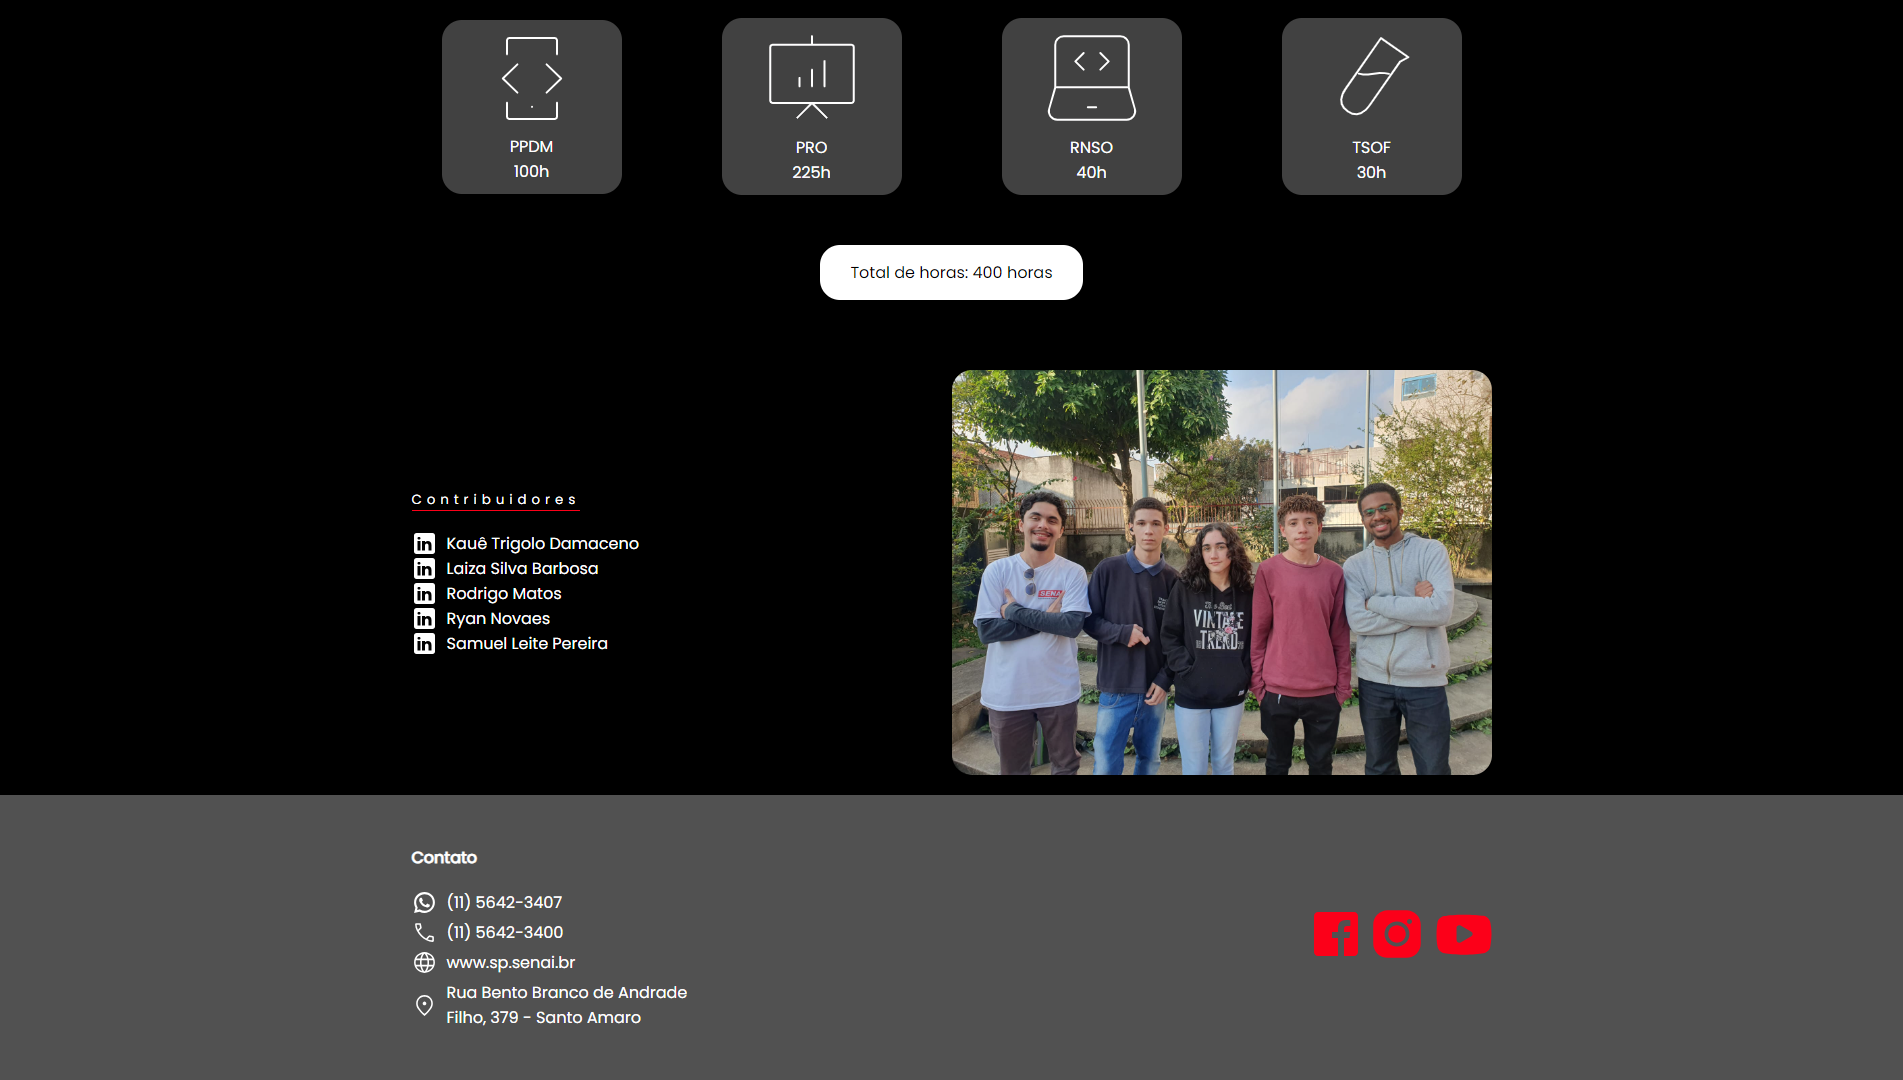 PPDM
100h
PRO
225h
RNSO
40h
TSOF
30h
Total de horas: 400 horas
Contribuidores
Kauê Trigolo Damaceno
Laiza Silva Barbosa
Rodrigo Matos
Ryan Novaes
Samuel Leite Pereira
SENAI
VINTAGE
TREND
Contato
(11) 5642-3407
(11) 5642-3400
www.sp.senai.br
Rua Bento Branco de Andrade
Filho, 379 - Santo Amaro